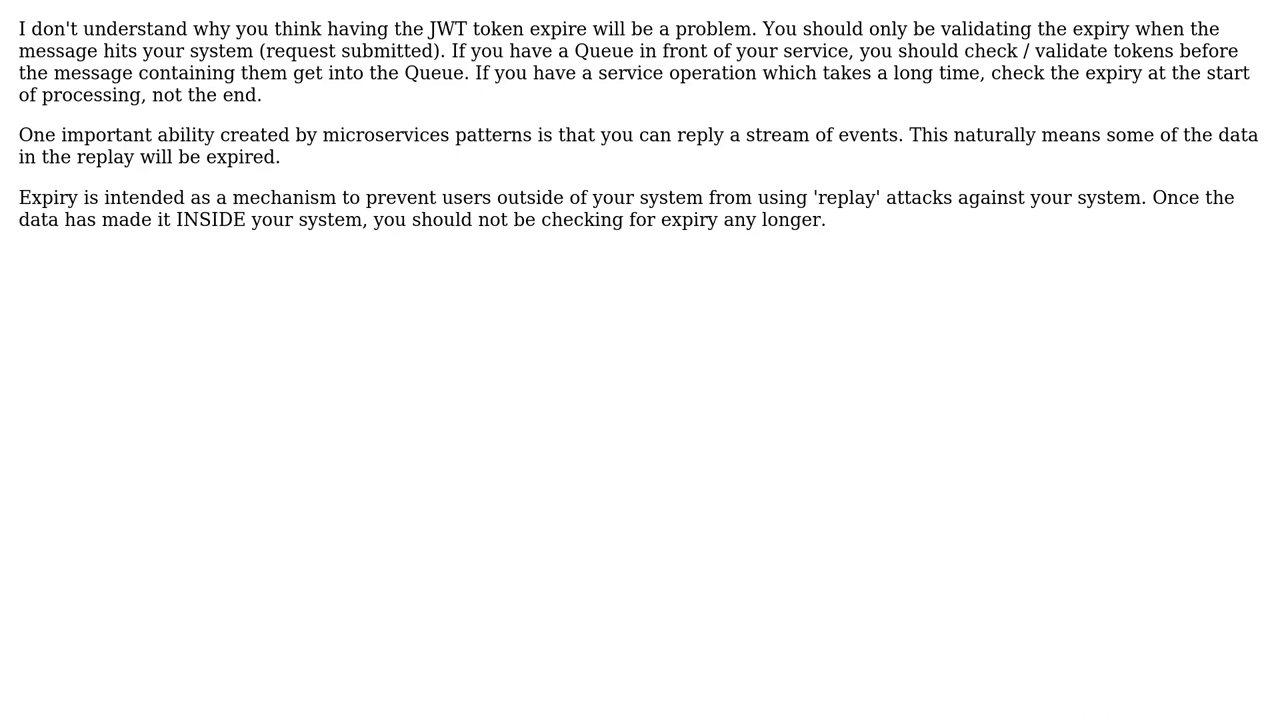 I don't understand why you think having the JWT token expire will be a problem. You should only be validating the expiry when the
message hits your system (request submitted). If you have a Queue in front of your service, you should check / validate tokens before
the message containing them get into the Queue. If you have a service operation which takes a long time, check the expiry at the start
of processing, not the end.
One important ability created by microservices patterns is that you can reply a stream of events. This naturally means some of the data
in the replay will be expired.
Expiry is intended as a mechanism to prevent users outside of your system from using 'replay' attacks against your system. Once the
data has made it INSIDE your system, you should not be checking for expiry any longer.